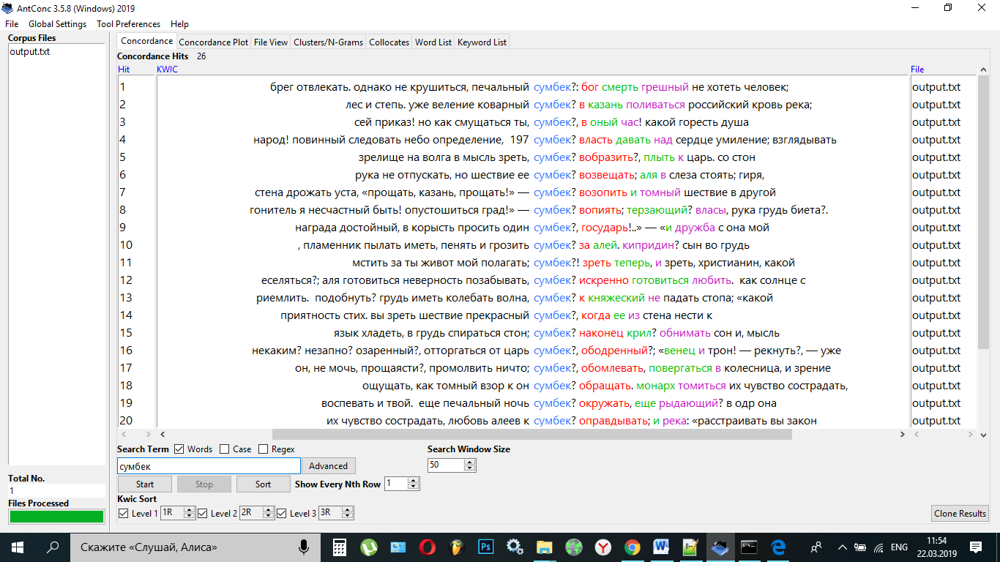 AntConc 3.5.8 (Windows) 2019
File Global Settings Tool Preferences Help
Corpus Files
output.txt
Concordance Concordance Plot File View Clusters/N-Grams Collocates Word List Keyword List
Concordance Hits 26
Hit KWIC File
1 брег отвлекать. однако не крушиться, печальный сумбек?: бог смерть грешный не хотеть человек; output.txt
2 лес и степь. уже веление коварный сумбек? в казань поливаться российский кровь река; output.txt
3 сей приказ! но как смущаться ты, сумбек?, в оный час! какой горесть душа output.txt
4 народ! повинный следовать небо определение, 197 сумбек? власть давать над сердце умиление; взглядывать output.txt
5 зрелище на волга в мысль зреть, сумбек? вобразить?, плыть к царь. со стон output.txt
6 рука не отпускать, но шествие ее сумбек? возвещать; аля в слеза стоять; гиря, output.txt
7 стена дрожать уста, «прощать, казань, прощать!» — сумбек? возопить и томный шествие в другой output.txt
8 гонитель я несчастный быть! опустошиться град!» — сумбек? вопиять; терзающий? власы, рука грудь биета?. output.txt
9 награда достойный, в корысть просить один сумбек?, государь!..» — «и дружба с она мой output.txt
10 , пламенник пылать иметь, пенять и грозить сумбек? за алей. кипридин? сын во грудь output.txt
11 мстить за ты живот мой полагать; сумбек?! зреть теперь, и зреть, христианин, какой output.txt
12 еселяться?; аля готовиться неверность позабывать, сумбек? искренно готовиться любить. как солнце с output.txt
13 риемлить. подобнуть? грудь иметь колебать волна, сумбек? к княжеский не падать стопа; «какой output.txt
14 приятность стих. вы зреть шествие прекрасный сумбек?, когда ее из стена нести к output.txt
15 язык хладеть, в грудь спираться стон; сумбек? наконец крил? обнимать сон и, мысль output.txt
16 некаким? незапно? озаренный?, отторгаться от царь сумбек?, ободренный?; «венец и трон! — рекнуть?, — уже output.txt
17 он, не мочь, прощаясти?, промолвить ничто; сумбек?, обомлевать, повергаться в колесница, и зрение output.txt
18 ощущать, как томный взор к он сумбек? обращать. монарх томиться их чувство сострадать, output.txt
19 воспевать и твой. еще печальный ночь сумбек? окружать, еще рыдающий? в одр она output.txt
20 их чувство сострадать, любовь алеев к сумбек? оправдывать; и река: «расстраивать вы закон output.txt
Search Term Words Case Regex Search Window Size
сумбек Advanced 50
Start Stop Sort Show Every Nth Row 1
Kwic Sort
Level 1 1R Level 2 2R Level 3 3R Clone Results
Total No.
1
Files Processed
Скажите «Слушай, Алиса» ENG 11:54
22.03.2019